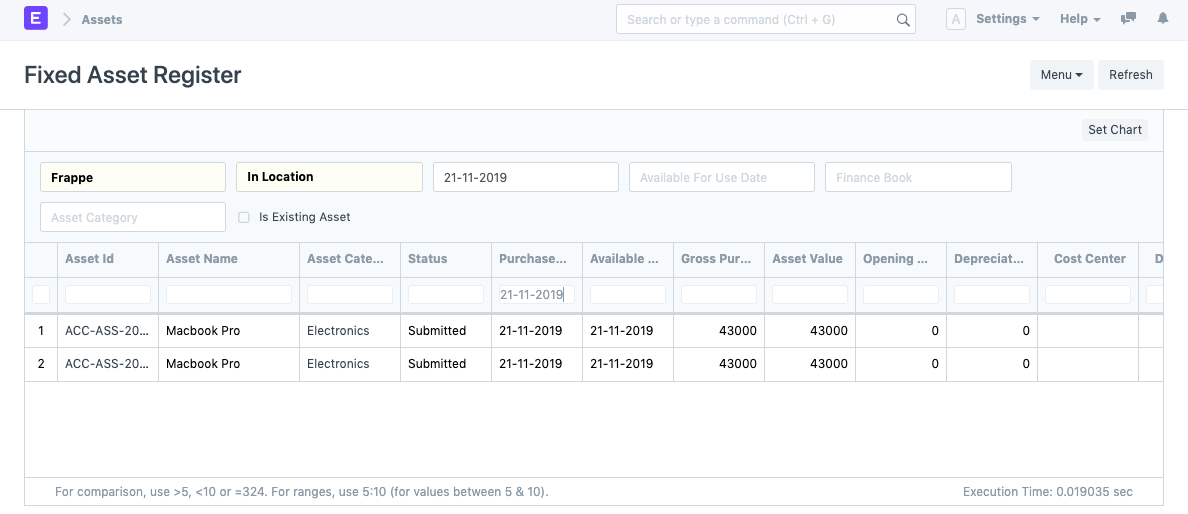 E Assets Search or type a command (Ctrl + G) A Settings Help
Fixed Asset Register Menu Refresh
Set Chart
Frappe In Location 21-11-2019 Available For Use Date Finance Book
Asset Category Is Existing Asset
Asset Id Asset Name Asset Cate... Status Purchase... Available ... Gross Pur... Asset Value Opening ... Depreciat... Cost Center D
21-11-2019
1 ACC-ASS-20... Macbook Pro Electronics Submitted 21-11-2019 21-11-2019 43000 43000 0 0
2 ACC-ASS-20... Macbook Pro Electronics Submitted 21-11-2019 21-11-2019 43000 43000 0 0
For comparison, use >5, <10 or =324. For ranges, use 5:10 (for values between 5 & 10). Execution Time: 0.019035 sec